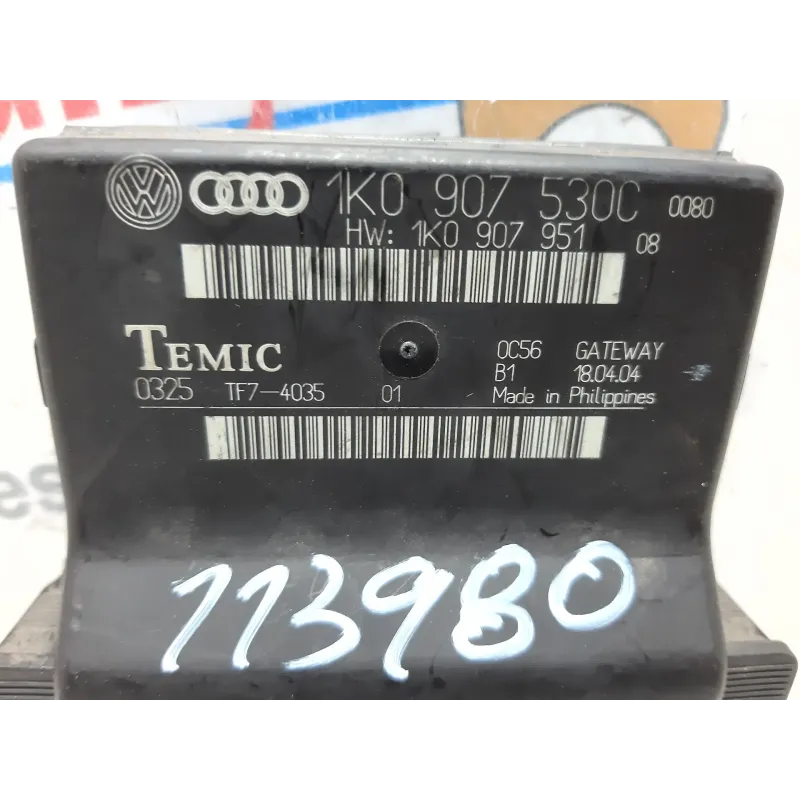 1K0 907 530C 0080
HW: 1K0 907 951 08
TEMIC 0C56 GATEWAY
B1 18.04.04
0325 TF7-4035 01 Made in Philippines
113980